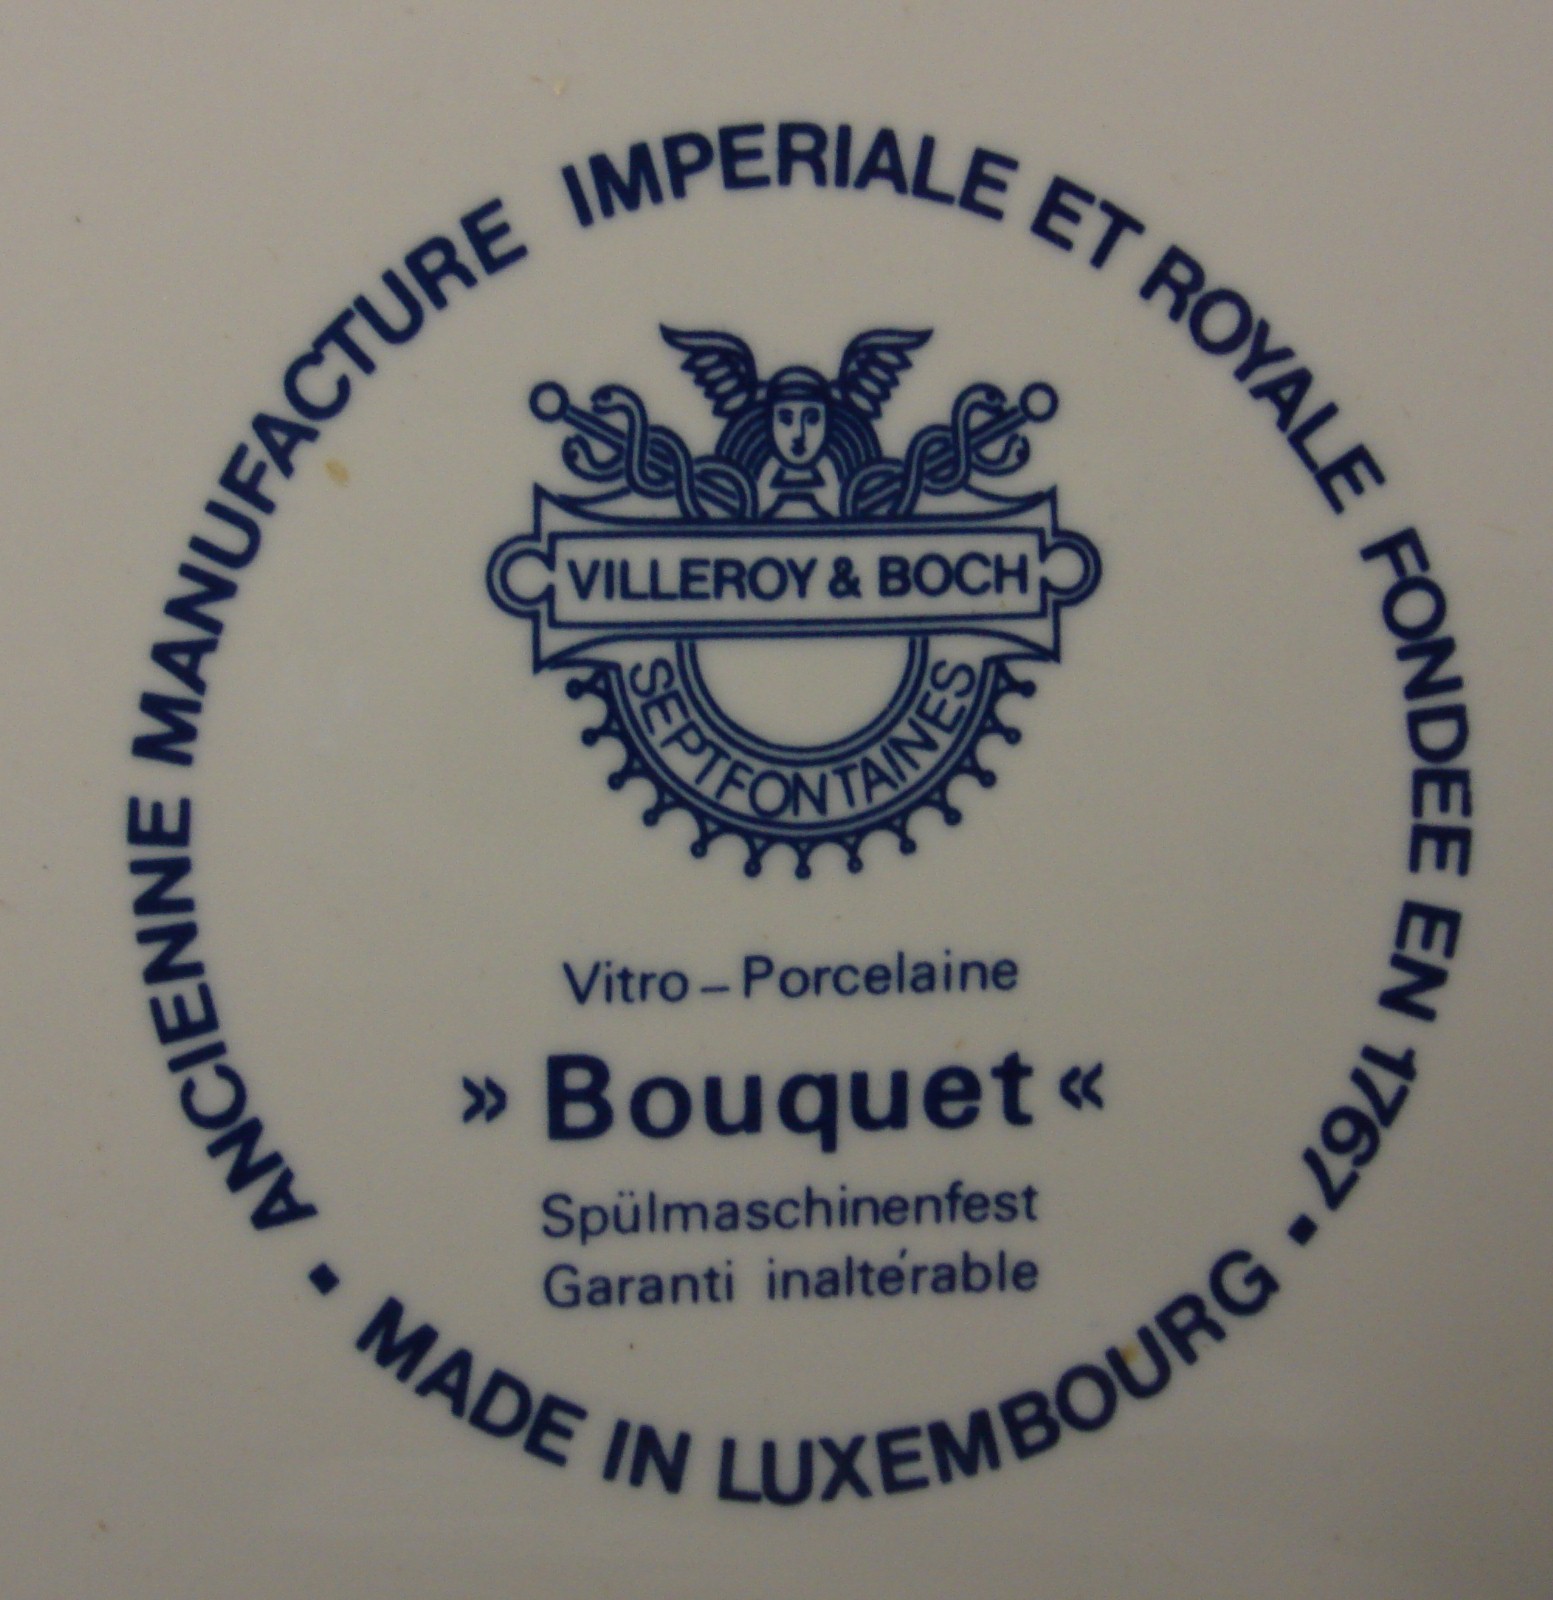 ANCIENNE MANUFACTURE IMPERIALE ET ROYALE FONDEE EN 1767 ·
VILLEROY & BOCH
SEPTFONTAINES
Vitro – Porcelaine
» Bouquet «
Spülmaschinenfest
Garanti inaltérable
· MADE IN LUXEMBOURG